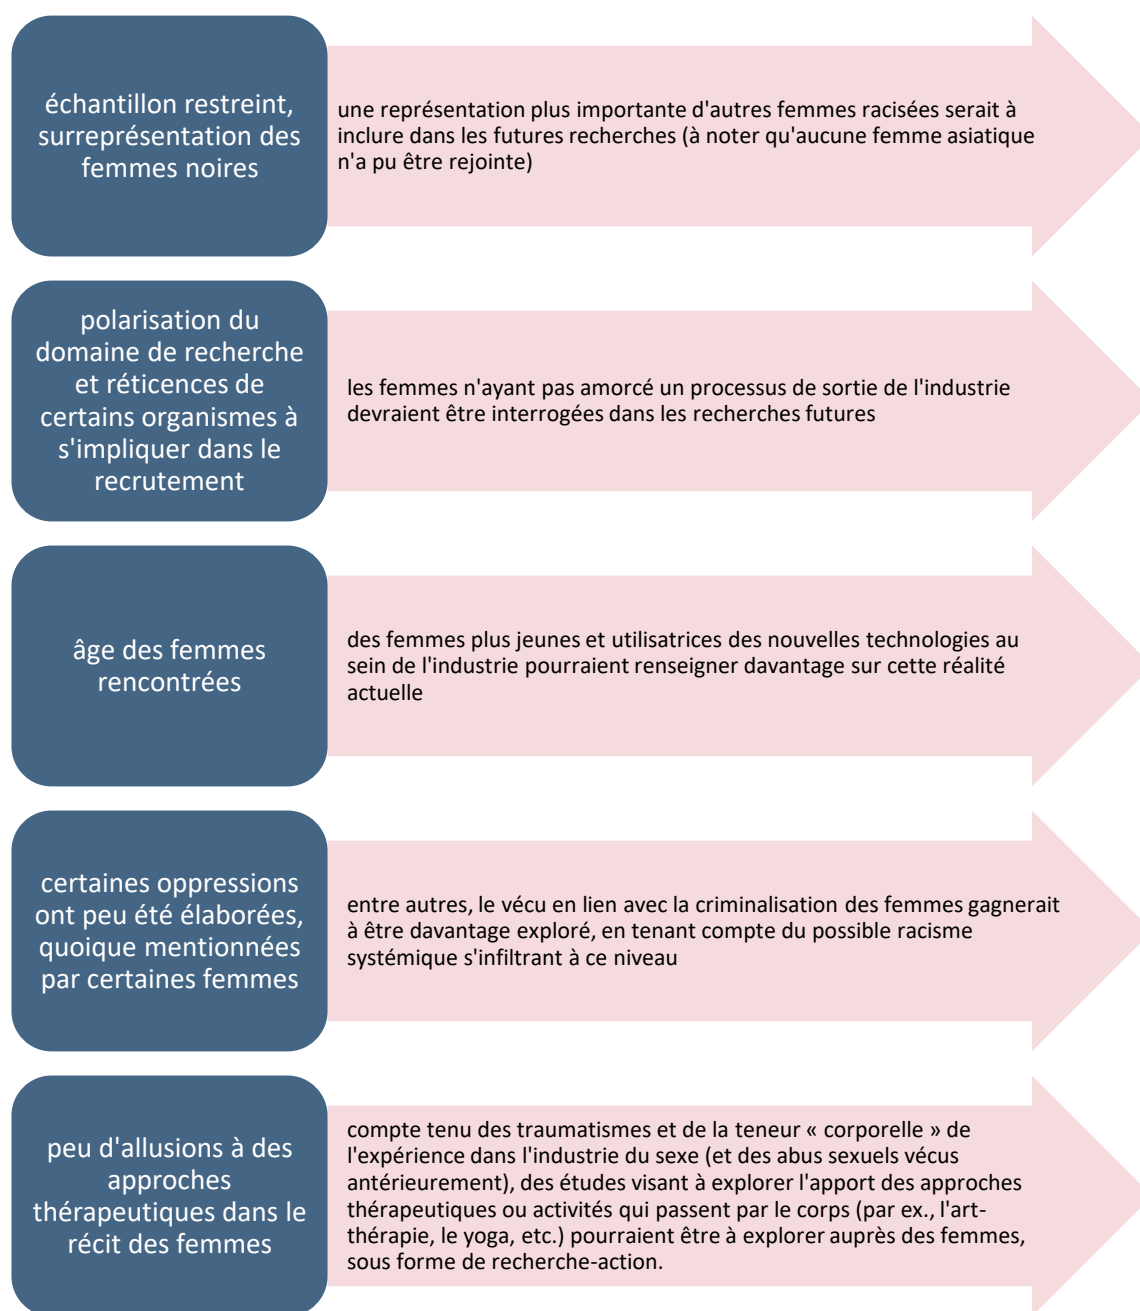 échantillon restreint,
surreprésentation des
femmes noires
une représentation plus importante d'autres femmes racisées serait à
inclure dans les futures recherches (à noter qu'aucune femme asiatique
n'a pu être rejointe)
polarisation du
domaine de recherche
et réticences de
certains organismes à
s'impliquer dans le
recrutement
les femmes n'ayant pas amorcé un processus de sortie de l'industrie
devraient être interrogées dans les recherches futures
âge des femmes
rencontrées
des femmes plus jeunes et utilisatrices des nouvelles technologies au
sein de l'industrie pourraient renseigner davantage sur cette réalité
actuelle
certaines oppressions
ont peu été élaborées,
quoique mentionnées
par certaines femmes
entre autres, le vécu en lien avec la criminalisation des femmes gagnerait
à être davantage exploré, en tenant compte du possible racisme
systémique s'infiltrant à ce niveau
peu d'allusions à des
approches
thérapeutiques dans le
récit des femmes
compte tenu des traumatismes et de la teneur « corporelle » de
l'expérience dans l'industrie du sexe (et des abus sexuels vécus
antérieurement), des études visant à explorer l'apport des approches
thérapeutiques ou activités qui passent par le corps (par ex., l'art-
thérapie, le yoga, etc.) pourraient être à explorer auprès des femmes,
sous forme de recherche-action.